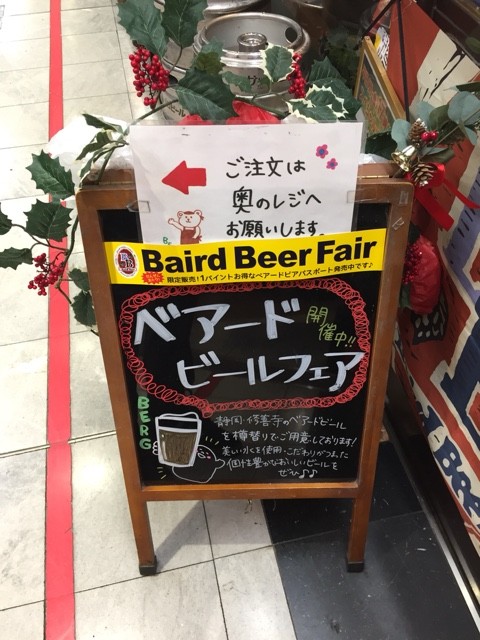 ご注文は
奥のレジへ
お願いします。
Baird Beer Fair
限定販売！1パイントお得なベアードビアパスポート発売中です♪
ベアード
開催中!!
ビールフェア
BERG
静岡・修善寺のベアードビール
を樽替りでご用意しております!
美しい水を使用・こだわりがつまった
個性豊かなおいしいビールを
ぜひ♪♪